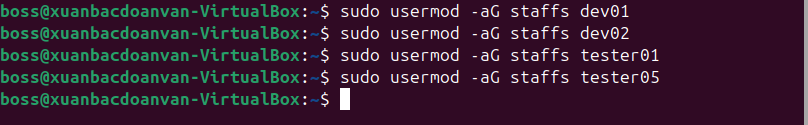 boss@xuanbacdoanvan-VirtualBox:~$ sudo usermod -aG staffs dev01
boss@xuanbacdoanvan-VirtualBox:~$ sudo usermod -aG staffs dev02
boss@xuanbacdoanvan-VirtualBox:~$ sudo usermod -aG staffs tester01
boss@xuanbacdoanvan-VirtualBox:~$ sudo usermod -aG staffs tester05
boss@xuanbacdoanvan-VirtualBox:~$